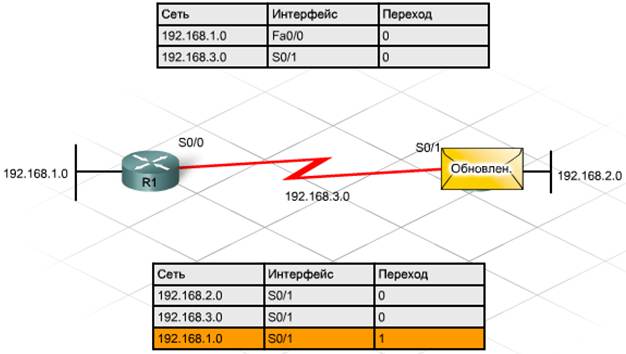 Сеть Интерфейс Переход
192.168.1.0 Fa0/0 0
192.168.3.0 S0/1 0
S0/0
S0/1
192.168.1.0
R1
Обновлен.
192.168.2.0
192.168.3.0
Сеть Интерфейс Переход
192.168.2.0 S0/1 0
192.168.3.0 S0/1 0
192.168.1.0 S0/1 1